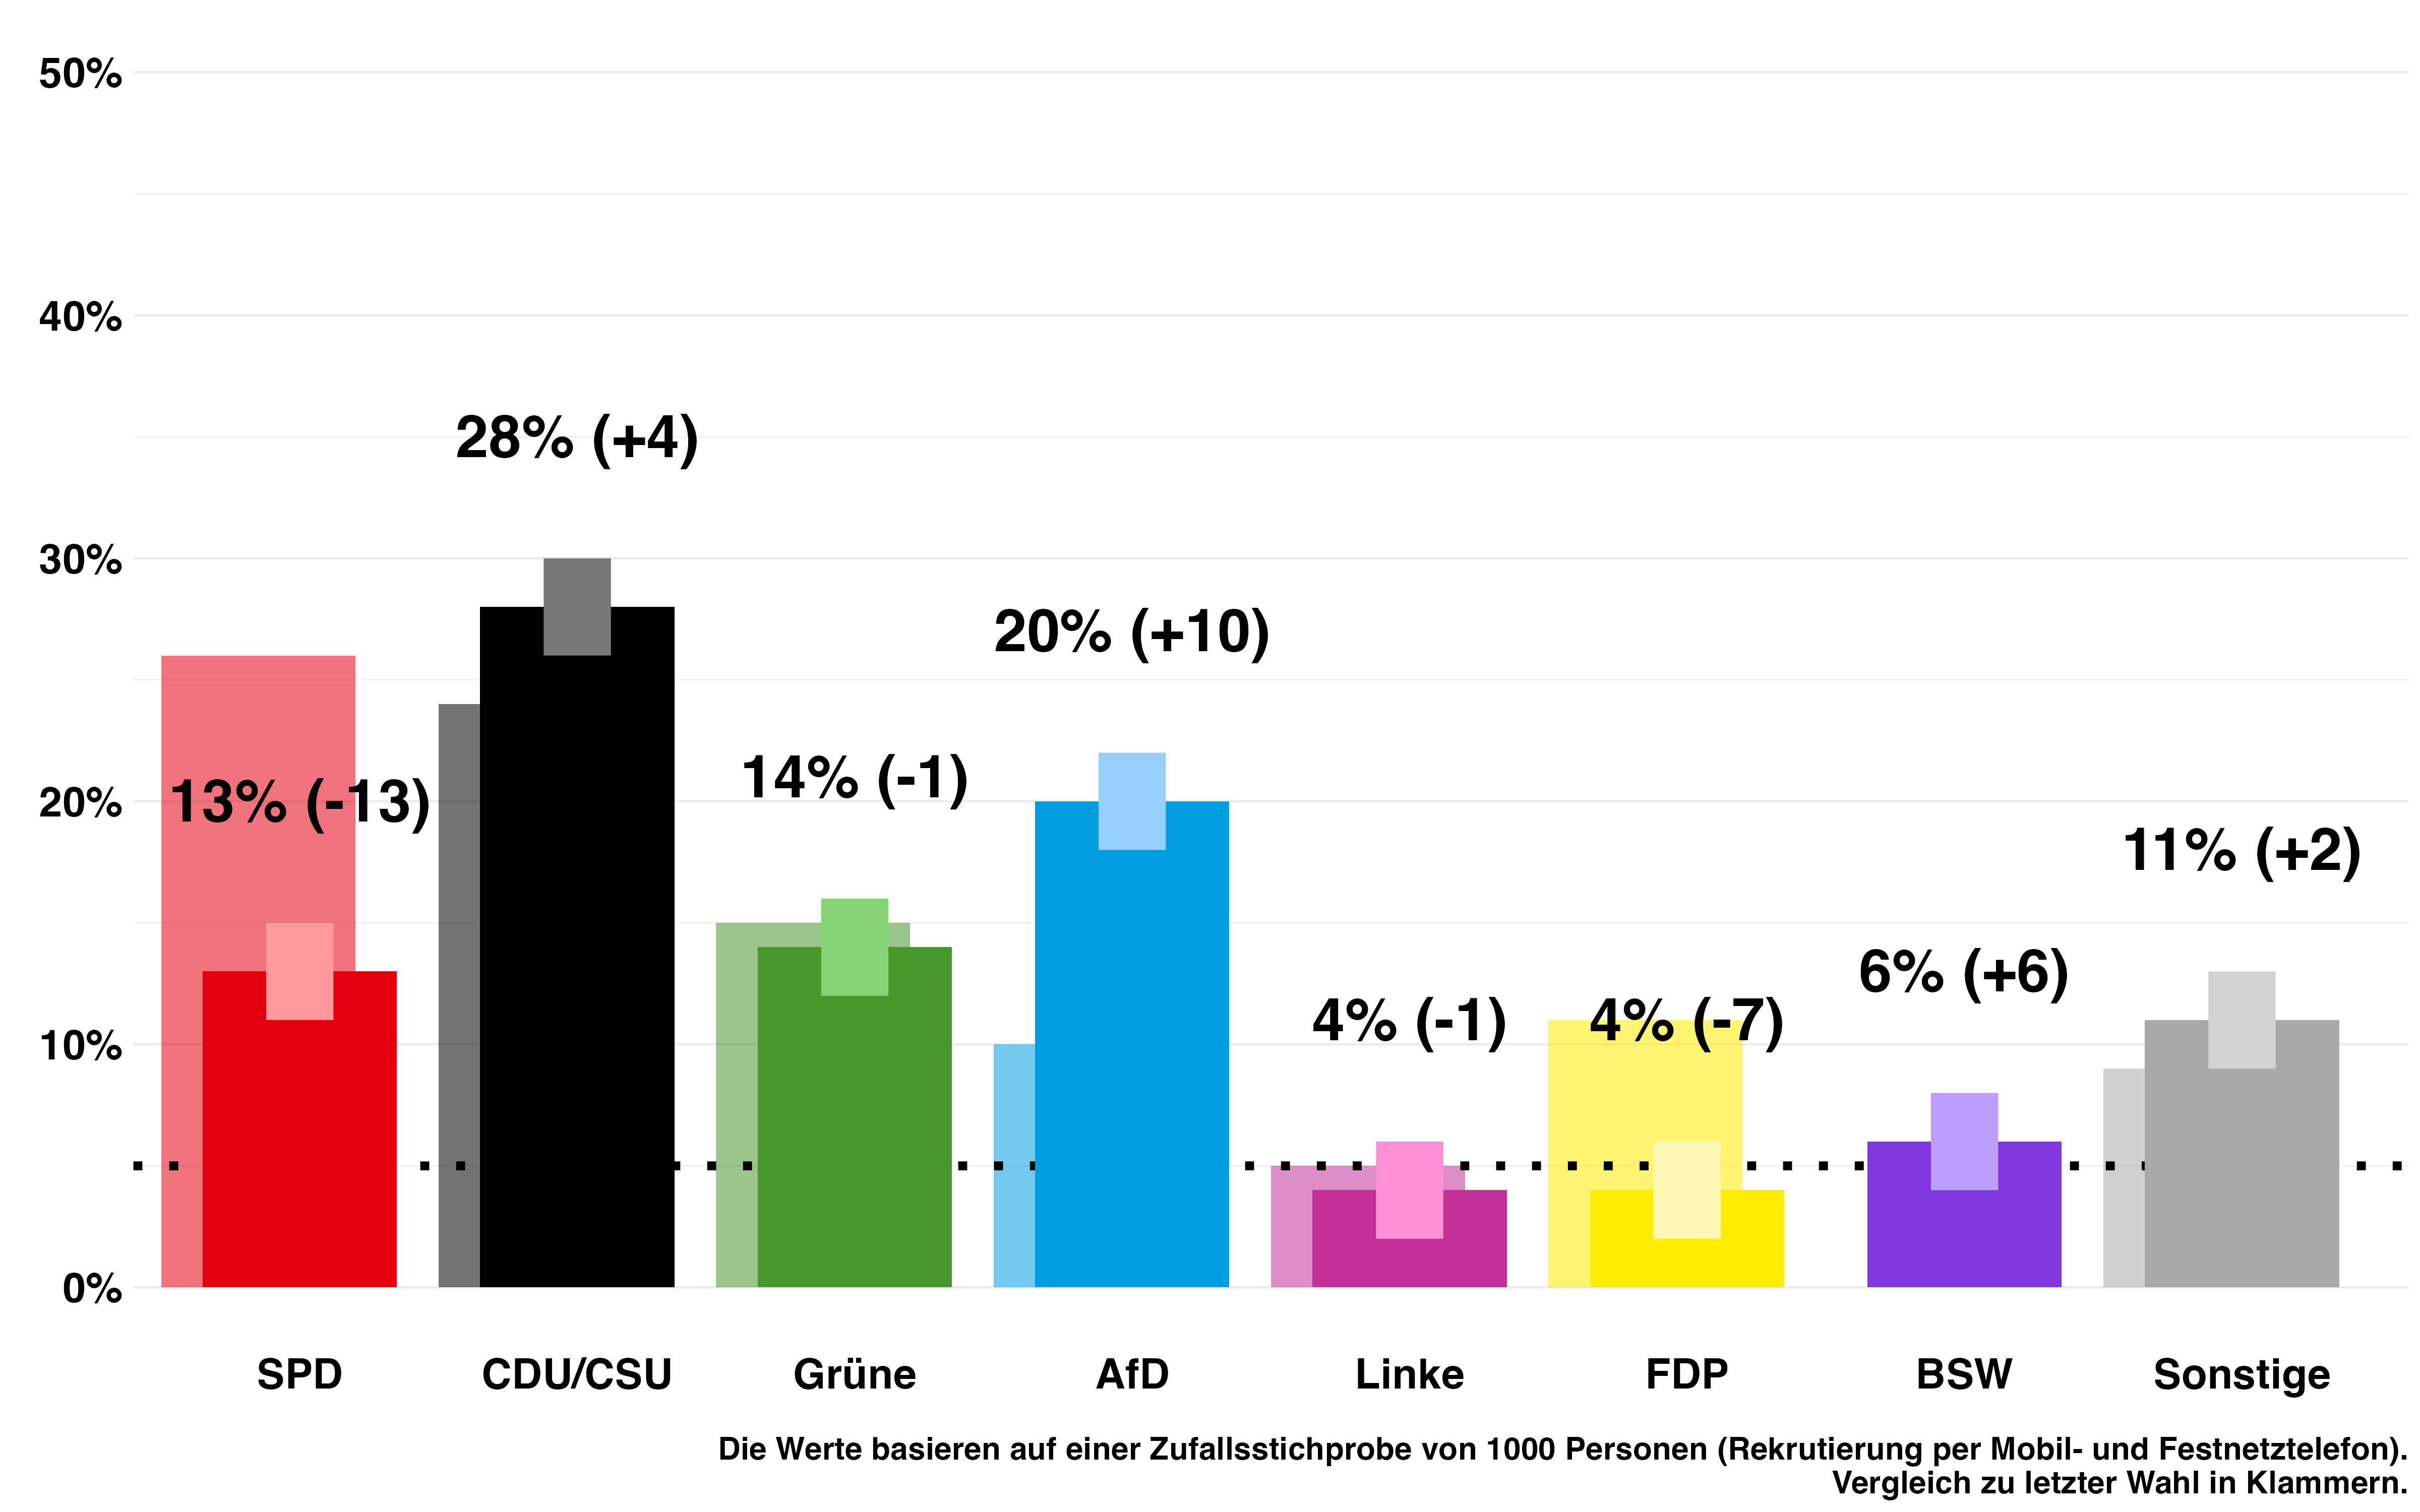 50%
40%
30%
20%
10%
0%
13% (-13)
28% (+4)
14% (-1)
20% (+10)
4% (-1)
4% (-7)
6% (+6)
11% (+2)
SPD
CDU/CSU
Grüne
AfD
Linke
FDP
BSW
Sonstige
Die Werte basieren auf einer Zufallsstichprobe von 1000 Personen (Rekrutierung per Mobil- und Festnetztelefon).
Vergleich zu letzter Wahl in Klammern.